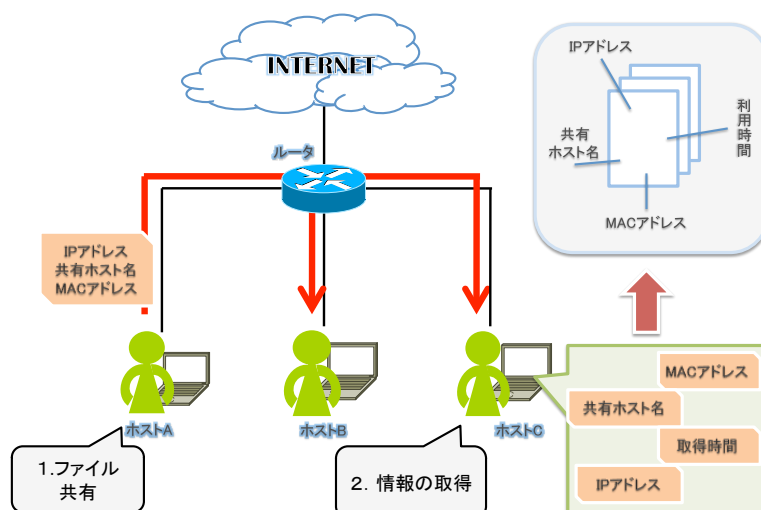 INTERNET
ルータ
IPアドレス
共有ホスト名
MACアドレス
ホストA
ホストB
ホストC
1.ファイル
共有
2. 情報の取得
IPアドレス
利用時間
共有
ホスト名
MACアドレス
MACアドレス
共有ホスト名
取得時間
IPアドレス